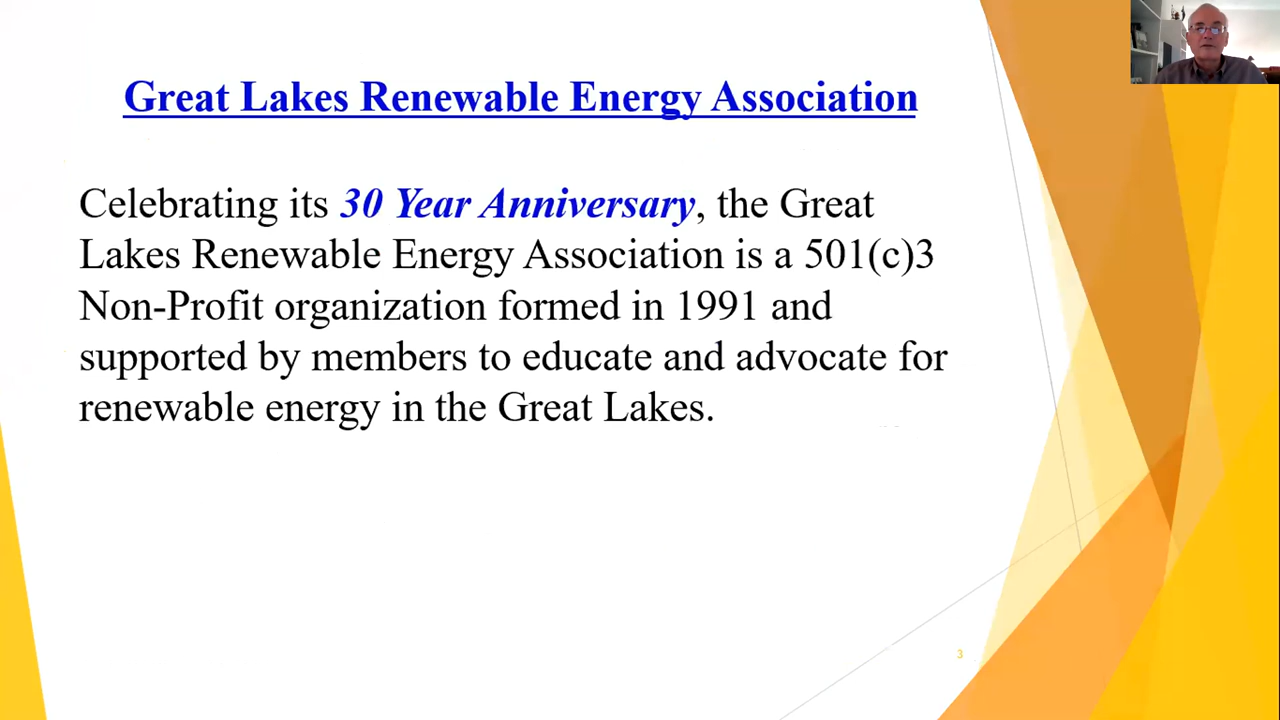 Great Lakes Renewable Energy Association
Celebrating its 30 Year Anniversary, the Great
Lakes Renewable Energy Association is a 501(c)3
Non-Profit organization formed in 1991 and
supported by members to educate and advocate for
renewable energy in the Great Lakes.
3